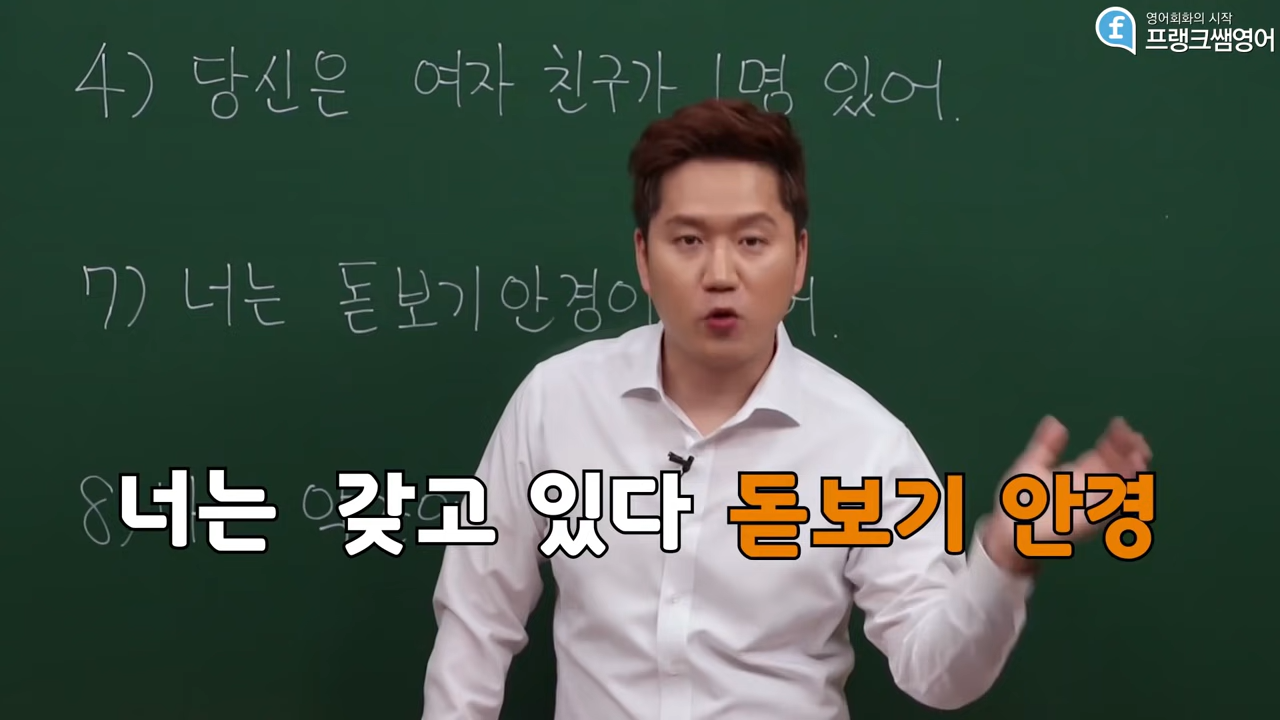 영어회화의 시작
프랭크쌤영어
4) 당신은 여자 친구가 1명 있어.
7) 너는 돋보기 안경이
8)
너는 갖고 있다 돋보기 안경